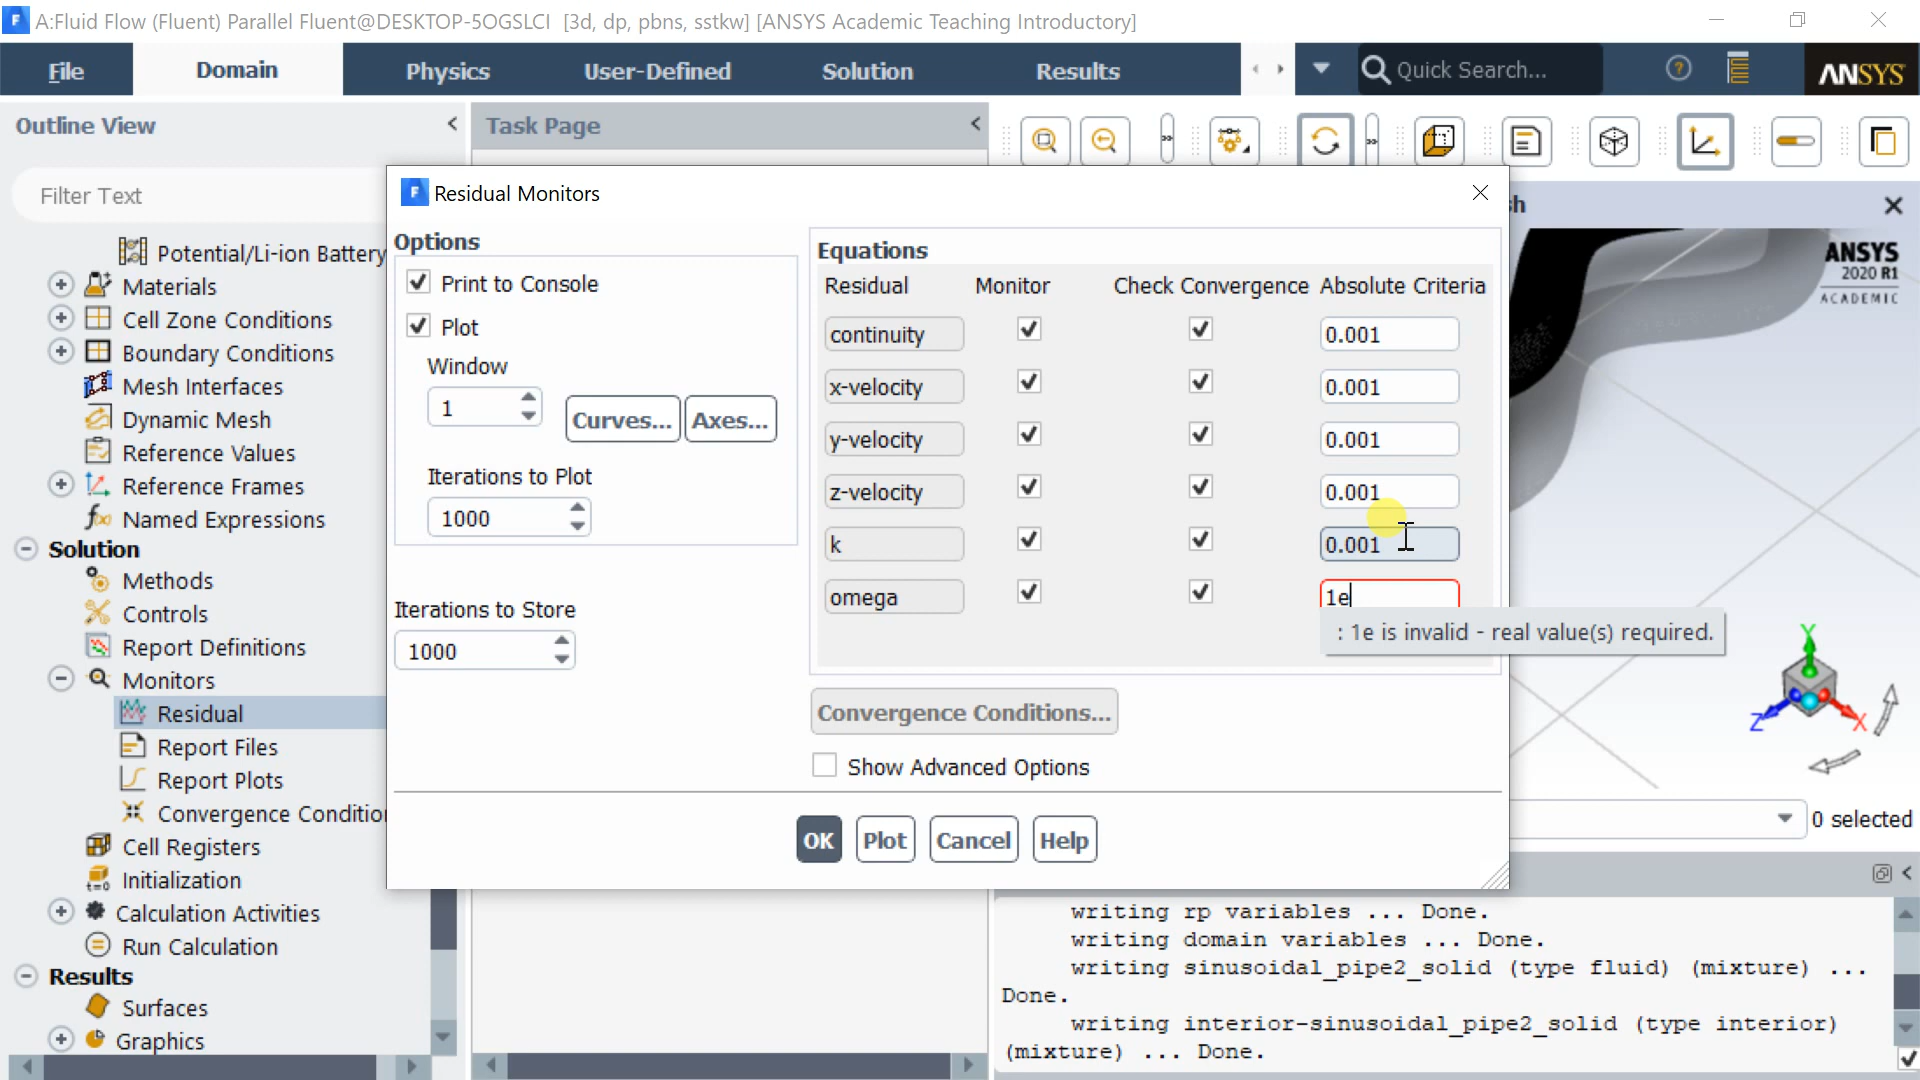 A:Fluid Flow (Fluent) Parallel Fluent@DESKTOP-5OGSLCI [3d, dp, pbns, sstkw] [ANSYS Academic Teaching Introductory]
File Domain Physics User-Defined Solution Results Quick Search... ANSYS
Outline View
Task Page
Filter Text
Potential/Li-ion Battery
Materials
Cell Zone Conditions
Boundary Conditions
Mesh Interfaces
Dynamic Mesh
Reference Values
Reference Frames
Named Expressions
Solution
Methods
Controls
Report Definitions
Monitors
Residual
Report Files
Report Plots
Convergence Conditio
Cell Registers
Initialization
Calculation Activities
Run Calculation
Results
Surfaces
Graphics
Residual Monitors
Options
Print to Console
Plot
Window
1
Curves... Axes...
Iterations to Plot
1000
Iterations to Store
1000
Equations
Residual Monitor Check Convergence Absolute Criteria
continuity 0.001
x-velocity 0.001
y-velocity 0.001
z-velocity 0.001
k 0.001
omega 1e
: 1e is invalid - real value(s) required.
Convergence Conditions...
Show Advanced Options
OK Plot Cancel Help
sh
ANSYS
2020 R1
ACADEMIC
Y
Z X
0 selected
writing rp variables ... Done.
writing domain variables ... Done.
writing sinusoidal_pipe2_solid (type fluid) (mixture) ...
Done.
writing interior-sinusoidal_pipe2_solid (type interior)
(mixture) ... Done.